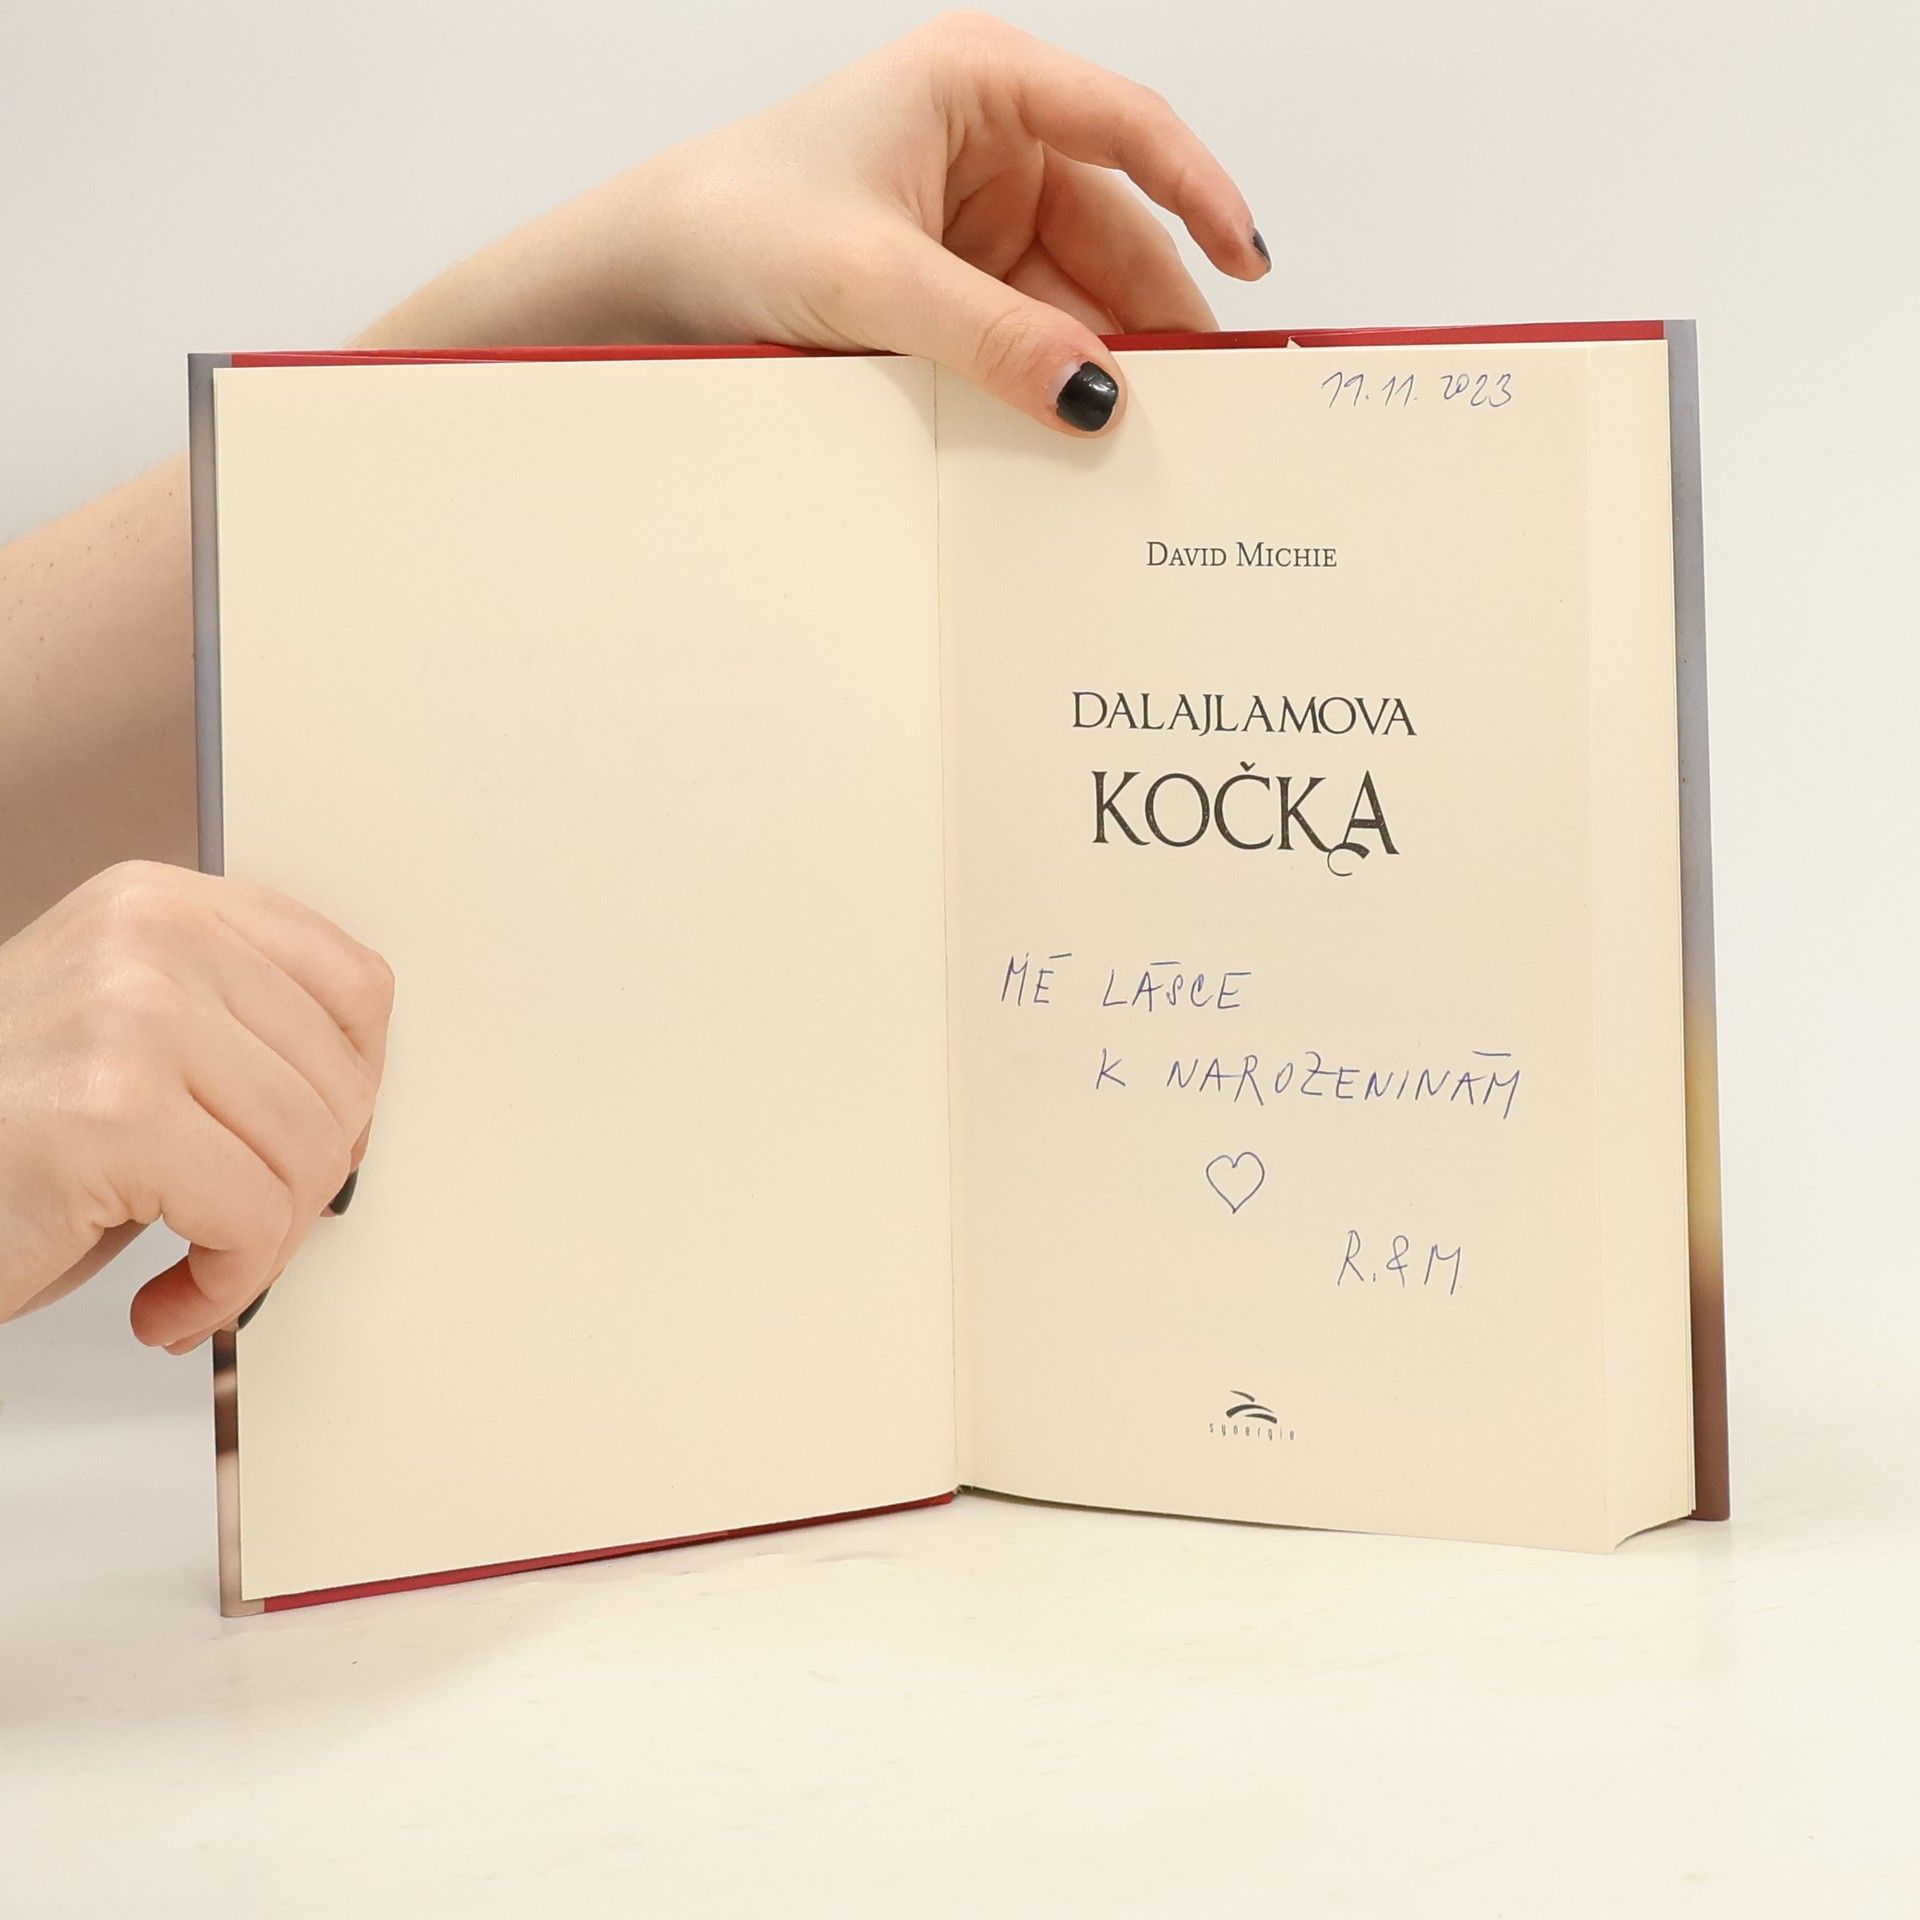 19.11. 2023
DAVID MICHIE
DALAJLAMOVA
KOČKA
MÉ LÁSCE
K NAROZENINÁM
R. & M.
synergie